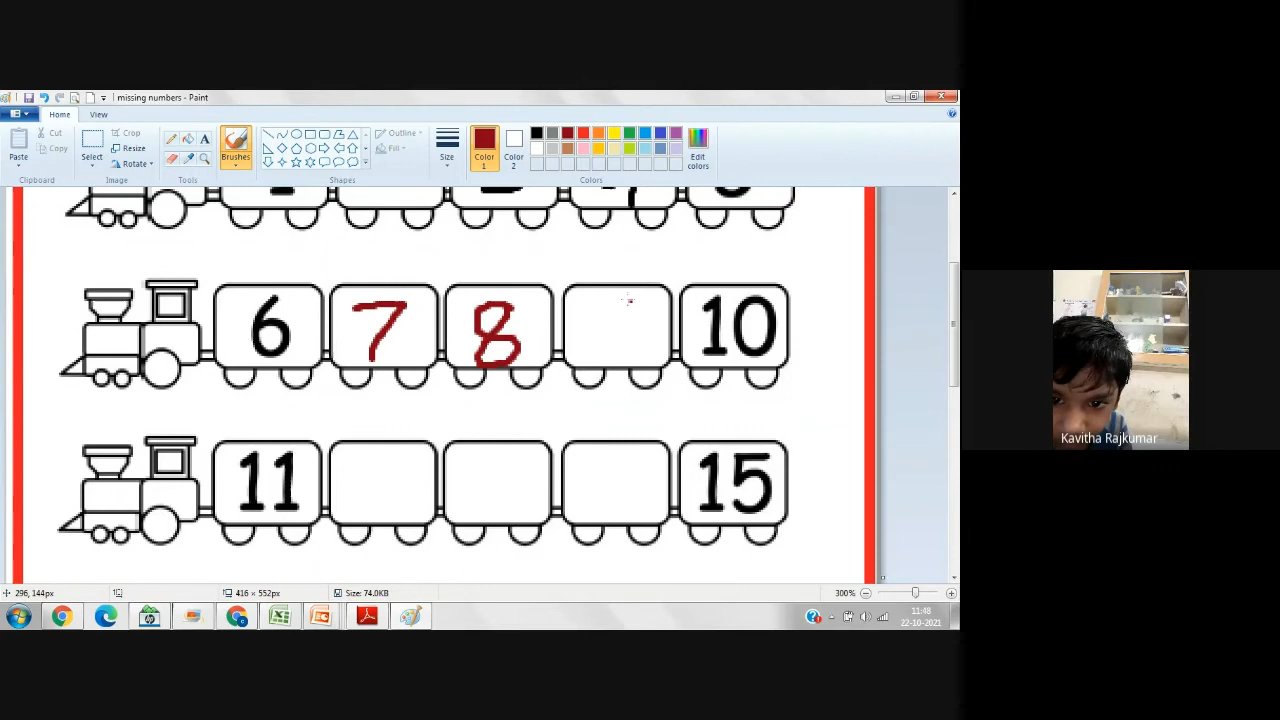 missing numbers - Paint
Home View
Cut
Copy
Paste
Clipboard
Crop
Resize
Rotate
Select
Image
Tools
Brushes
Outline
Fill
Shapes
Size
Color 1
Color 2
Edit colors
Colors
6 7 8 10
11 15
Kavitha Rajkumar
296, 144px
416 × 552px
Size: 74.0KB
300%
11:48
22-10-2021